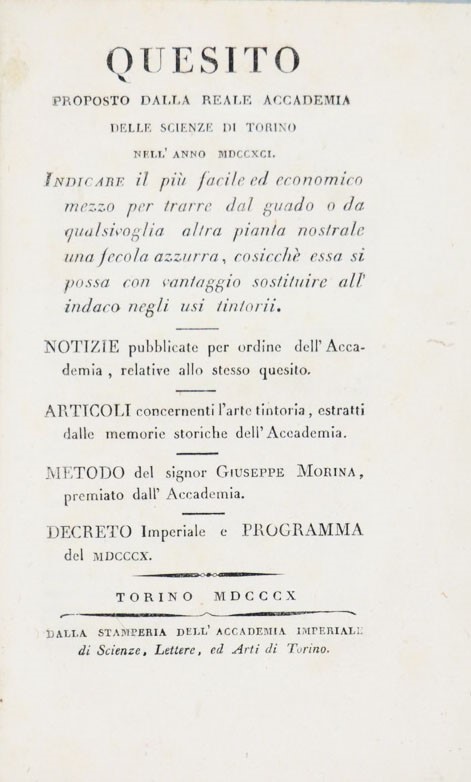 QUESITO
PROPOSTO DALLA REALE ACCADEMIA
DELLE SCIENZE DI TORINO
NELL' ANNO MDCCXCI.
INDICARE il più facile ed economico
mezzo per trarre dal guado o da
qualsivoglia altra pianta nostrale
una fecola azzurra, cosicchè essa si
possa con vantaggio sostituire all'
indaco negli usi tintorii.
NOTIZIE pubblicate per ordine dell' Acca-
demia, relative allo stesso quesito.
ARTICOLI concernenti l'arte tintoria, estratti
dalle memorie storiche dell' Accademia.
METODO del signor GIUSEPPE MORINA,
premiato dall' Accademia.
DECRETO Imperiale e PROGRAMMA
del MDCCCX.
TORINO MDCCCX
DALLA STAMPERIA DELL' ACCADEMIA IMPERIALE
di Scienze, Lettere, ed Arti di Torino.